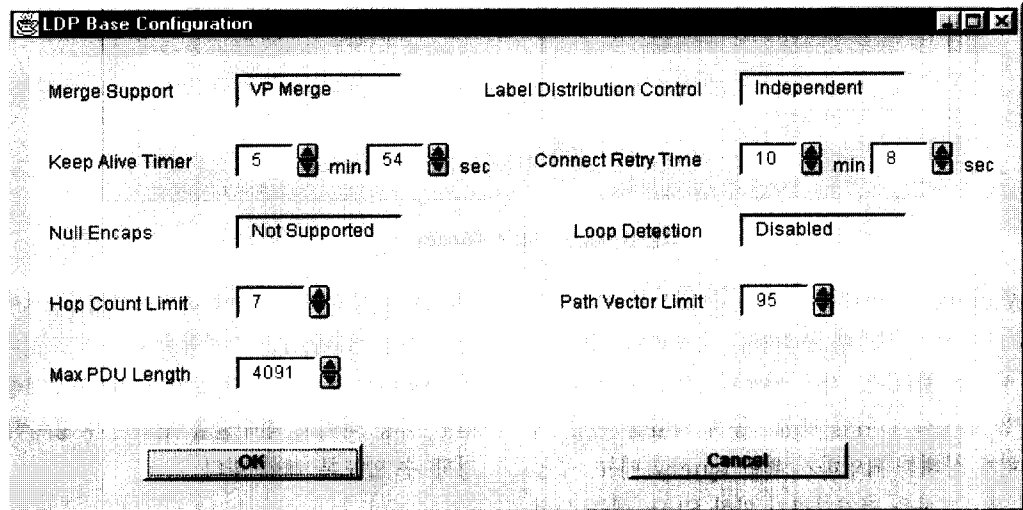 LDP Base Configuration
Merge Support VP Merge Label Distribution Control Independent
Keep Alive Timer 5 min 54 sec Connect Retry Time 10 min 8 sec
Null Encaps Not Supported Loop Detection Disabled
Hop Count Limit 7 Path Vector Limit 95
Max PDU Length 4091
OK Cancel